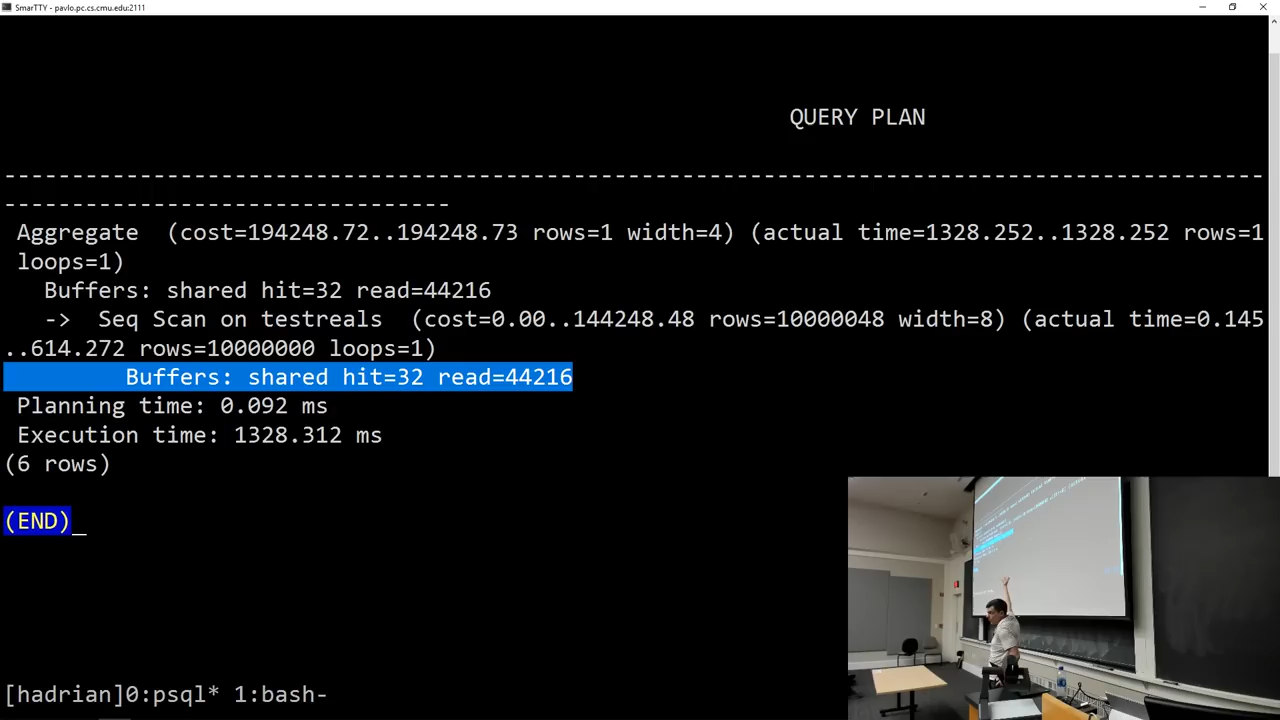 SmarTTY - pavlo.pc.cs.cmu.edu:2111
QUERY PLAN
---------------------------------------------------------------------------------------------
---------------------------------
Aggregate  (cost=194248.72..194248.73 rows=1 width=4) (actual time=1328.252..1328.252 rows=1
loops=1)
Buffers: shared hit=32 read=44216
->  Seq Scan on testreals  (cost=0.00..144248.48 rows=10000048 width=8) (actual time=0.145
..614.272 rows=10000000 loops=1)
Buffers: shared hit=32 read=44216
Planning time: 0.092 ms
Execution time: 1328.312 ms
(6 rows)
(END)_
[hadrian]0:psql* 1:bash-